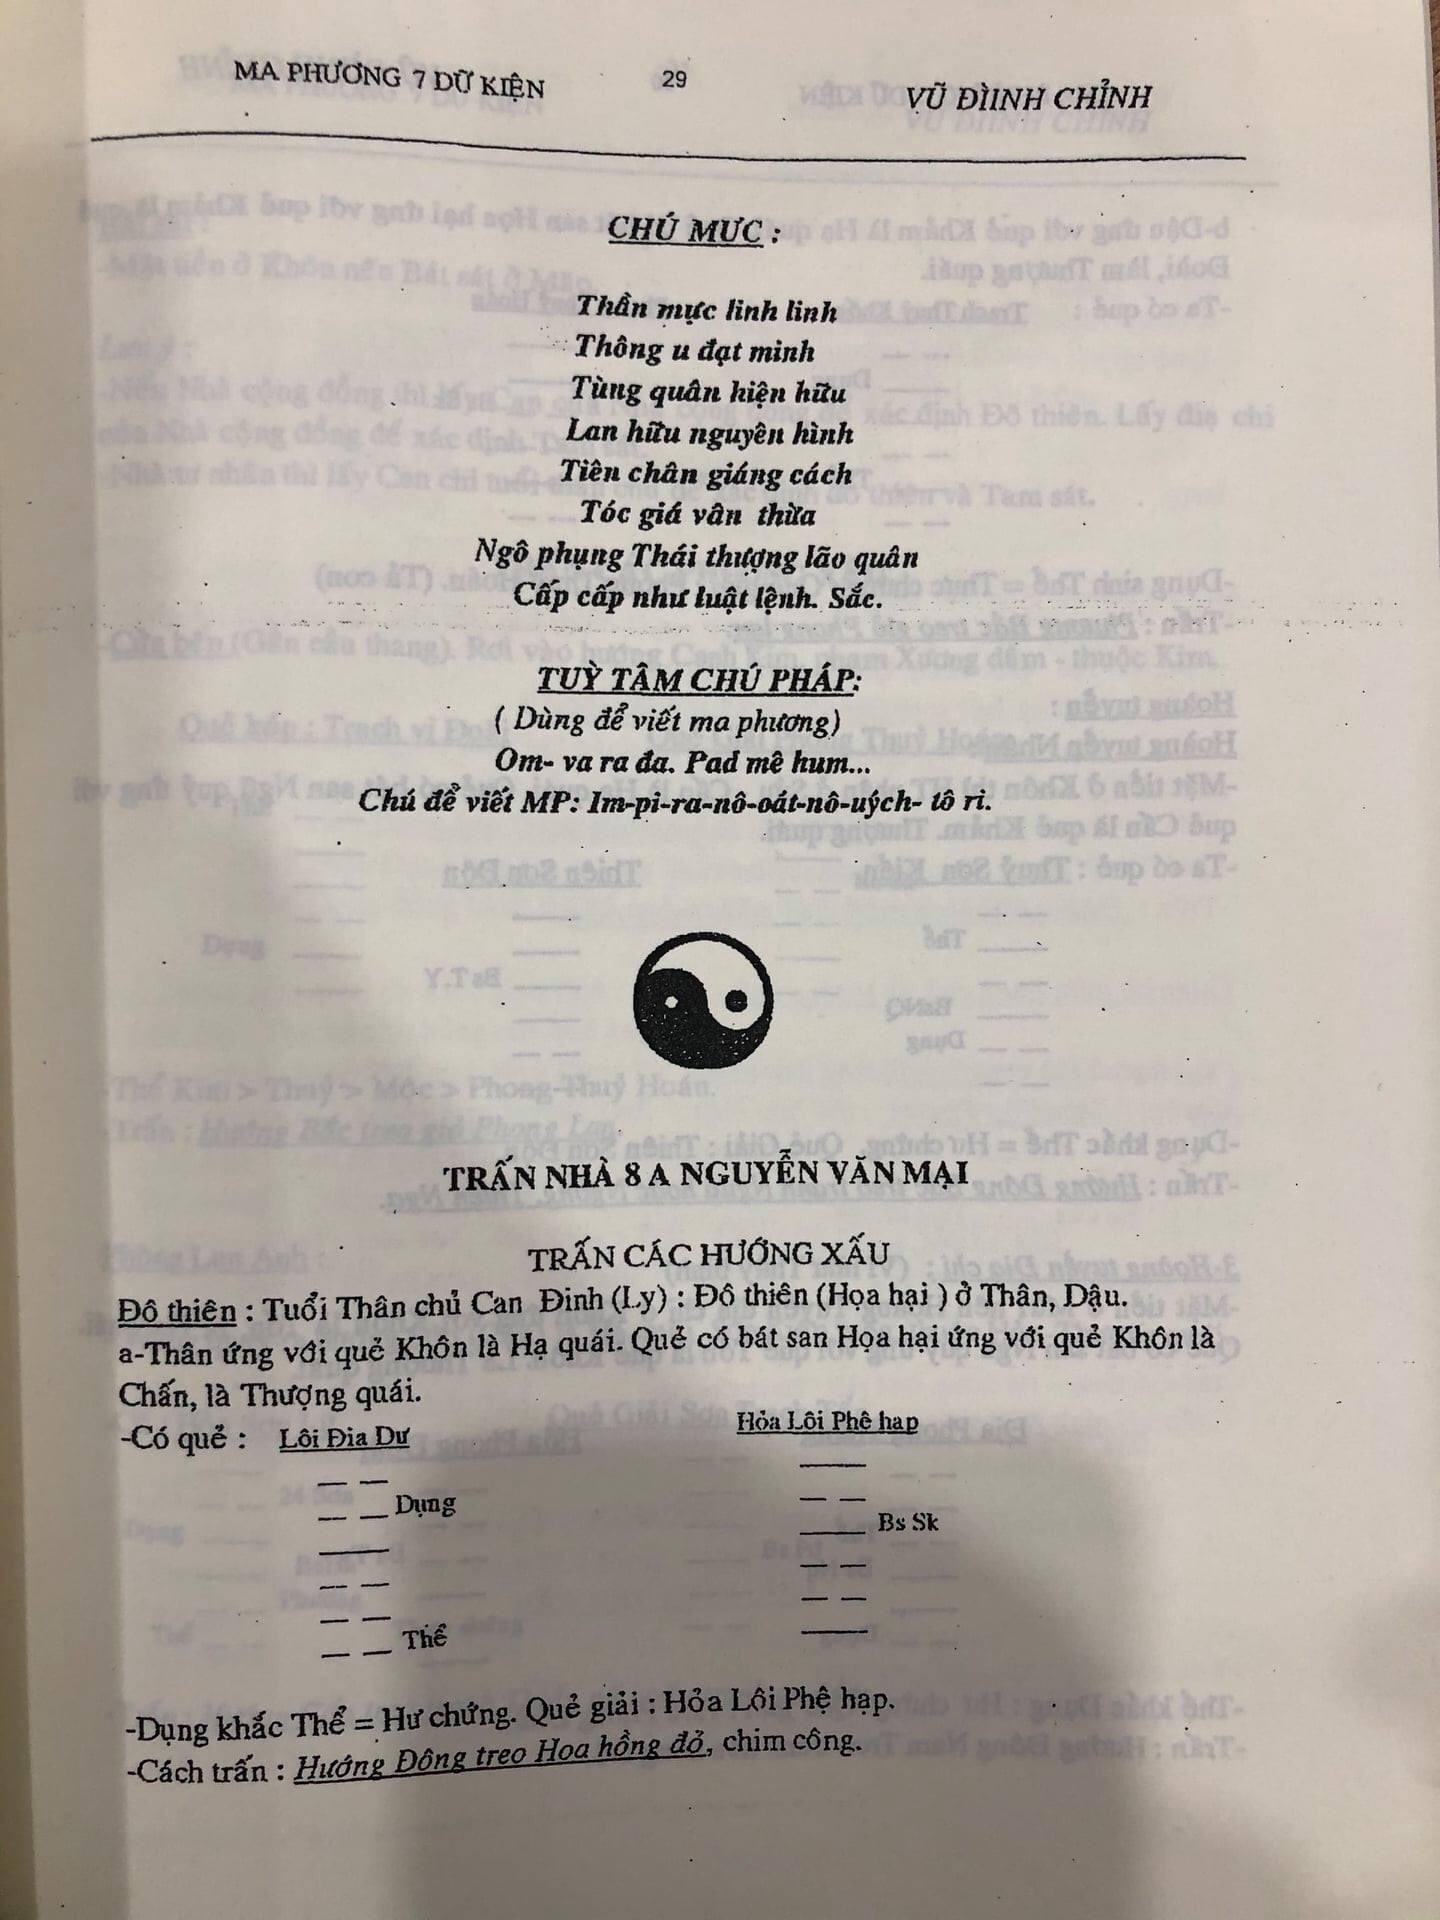 MA PHƯƠNG 7 DỮ KIỆN 29 VŨ ĐÌINH CHỈNH
CHÚ MƯC :
Thần mực linh linh
Thông u đạt minh
Tùng quân hiện hữu
Lan hữu nguyên hình
Tiên chân giáng cách
Tóc giá vân thừa
Ngô phụng Thái thượng lão quân
Cấp cấp như luật lệnh. Sắc.
TUỲ TÂM CHÚ PHÁP:
( Dùng để viết ma phương)
Om- va ra đa. Pad mê hum...
Chú để viết MP: Im-pi-ra-nô-oát-nô-uých- tô ri.
TRẤN NHÀ 8 A NGUYỄN VĂN MẠI
TRẤN CÁC HƯỚNG XẤU
Đô thiên : Tuổi Thân chủ Can Đinh (Ly) : Đô thiên (Họa hại ) ở Thân, Dậu.
a-Thân ứng với quẻ Khôn là Hạ quái. Quẻ có bát san Họa hại ứng với quẻ Khôn là
Chấn, là Thượng quái.
-Có quẻ : Lôi Đia Dư Hỏa Lôi Phê hap
Dụng
Bs Sk
Thể
-Dụng khắc Thể = Hư chứng. Quẻ giải : Hỏa Lôi Phệ hạp.
-Cách trấn : Hướng Đông treo Hoa hồng đỏ, chim công.